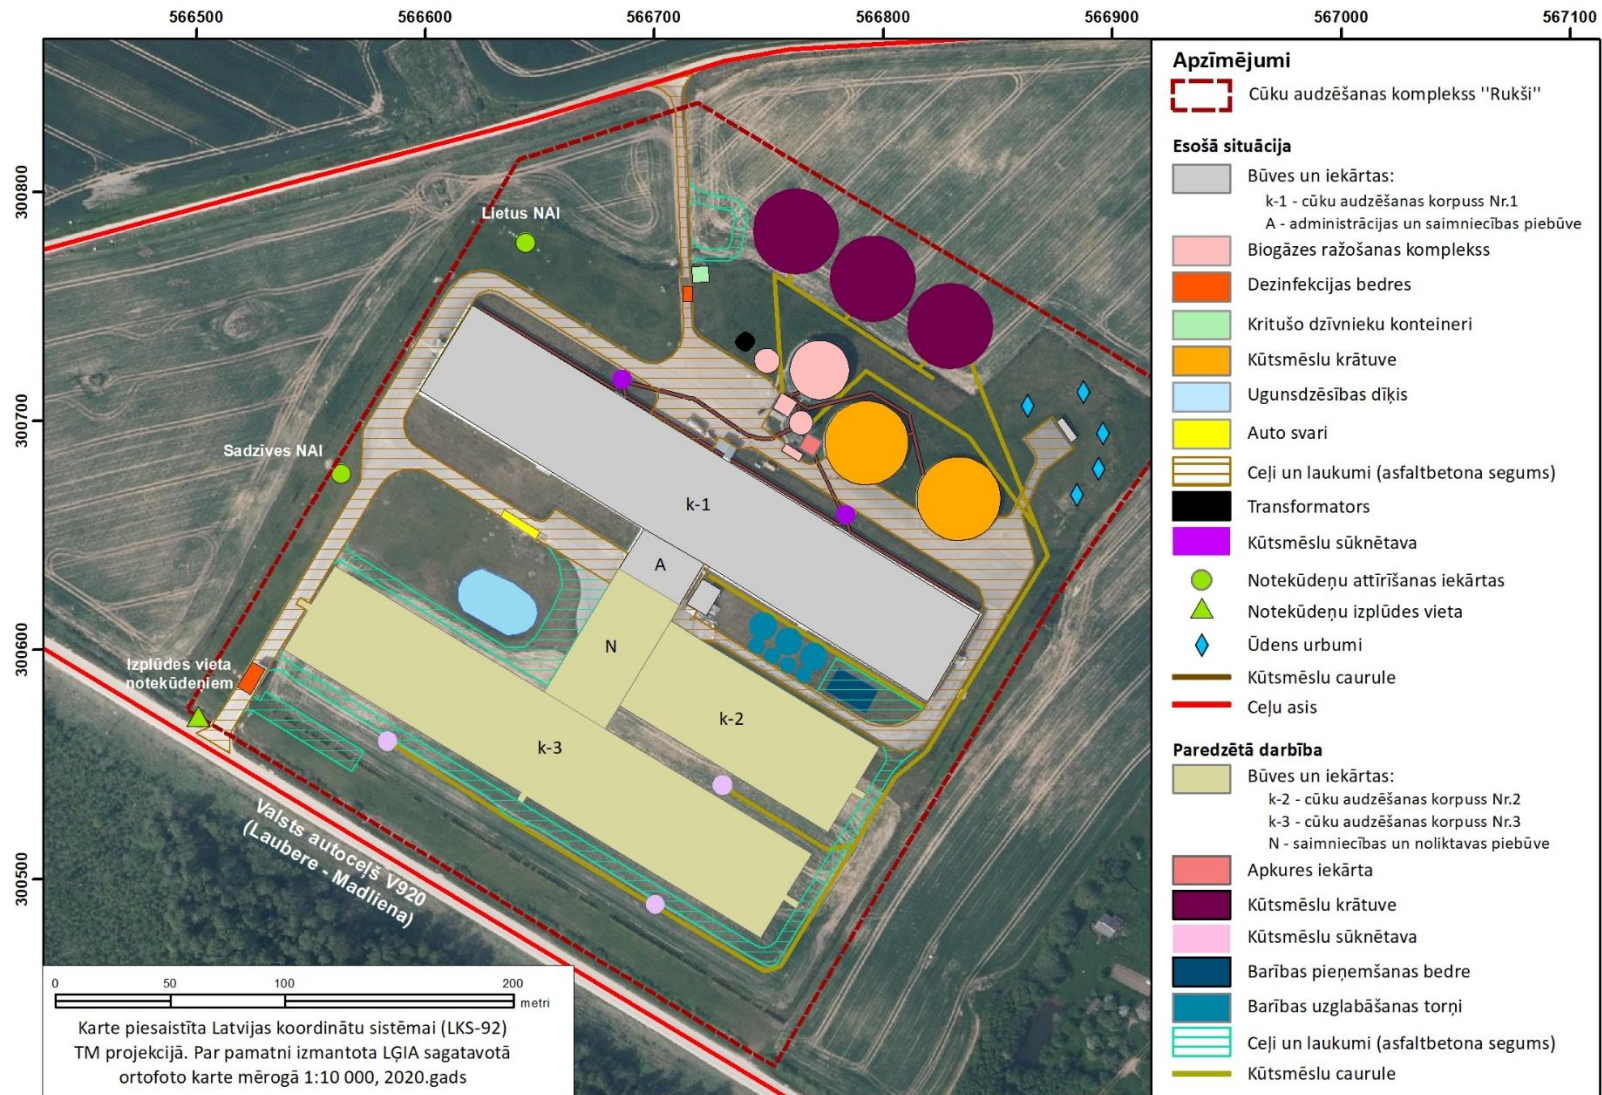 566500 566600 566700 566800 566900 567000 567100
300800
300700
300600
300500
Lietus NAI
Sadzīves NAI
Izplūdes vieta
notekūdeņiem
k-1
A
N
k-2
k-3
Valsts autoceļš V920
(Laubere - Madliena)
0 50 100 200
metri
Karte piesaistīta Latvijas koordinātu sistēmai (LKS-92)
TM projekcijā. Par pamatni izmantota LĢIA sagatavotā
ortofoto karte mērogā 1:10 000, 2020.gads
Apzīmējumi
Cūku audzēšanas komplekss "Rukši"
Esošā situācija
Būves un iekārtas:
k-1 - cūku audzēšanas korpuss Nr.1
A - administrācijas un saimniecības piebūve
Biogāzes ražošanas komplekss
Dezinfekcijas bedres
Kritušo dzīvnieku konteineri
Kūtsmēslu krātuve
Ugunsdzēsības dīķis
Auto svari
Ceļi un laukumi (asfaltbetona segums)
Transformators
Kūtsmēslu sūknētava
Notekūdeņu attīrīšanas iekārtas
Notekūdeņu izplūdes vieta
Ūdens urbumi
Kūtsmēslu caurule
Ceļu asis
Paredzētā darbība
Būves un iekārtas:
k-2 - cūku audzēšanas korpuss Nr.2
k-3 - cūku audzēšanas korpuss Nr.3
N - saimniecības un noliktavas piebūve
Apkures iekārta
Kūtsmēslu krātuve
Kūtsmēslu sūknētava
Barības pieņemšanas bedre
Barības uzglabāšanas torņi
Ceļi un laukumi (asfaltbetona segums)
Kūtsmēslu caurule